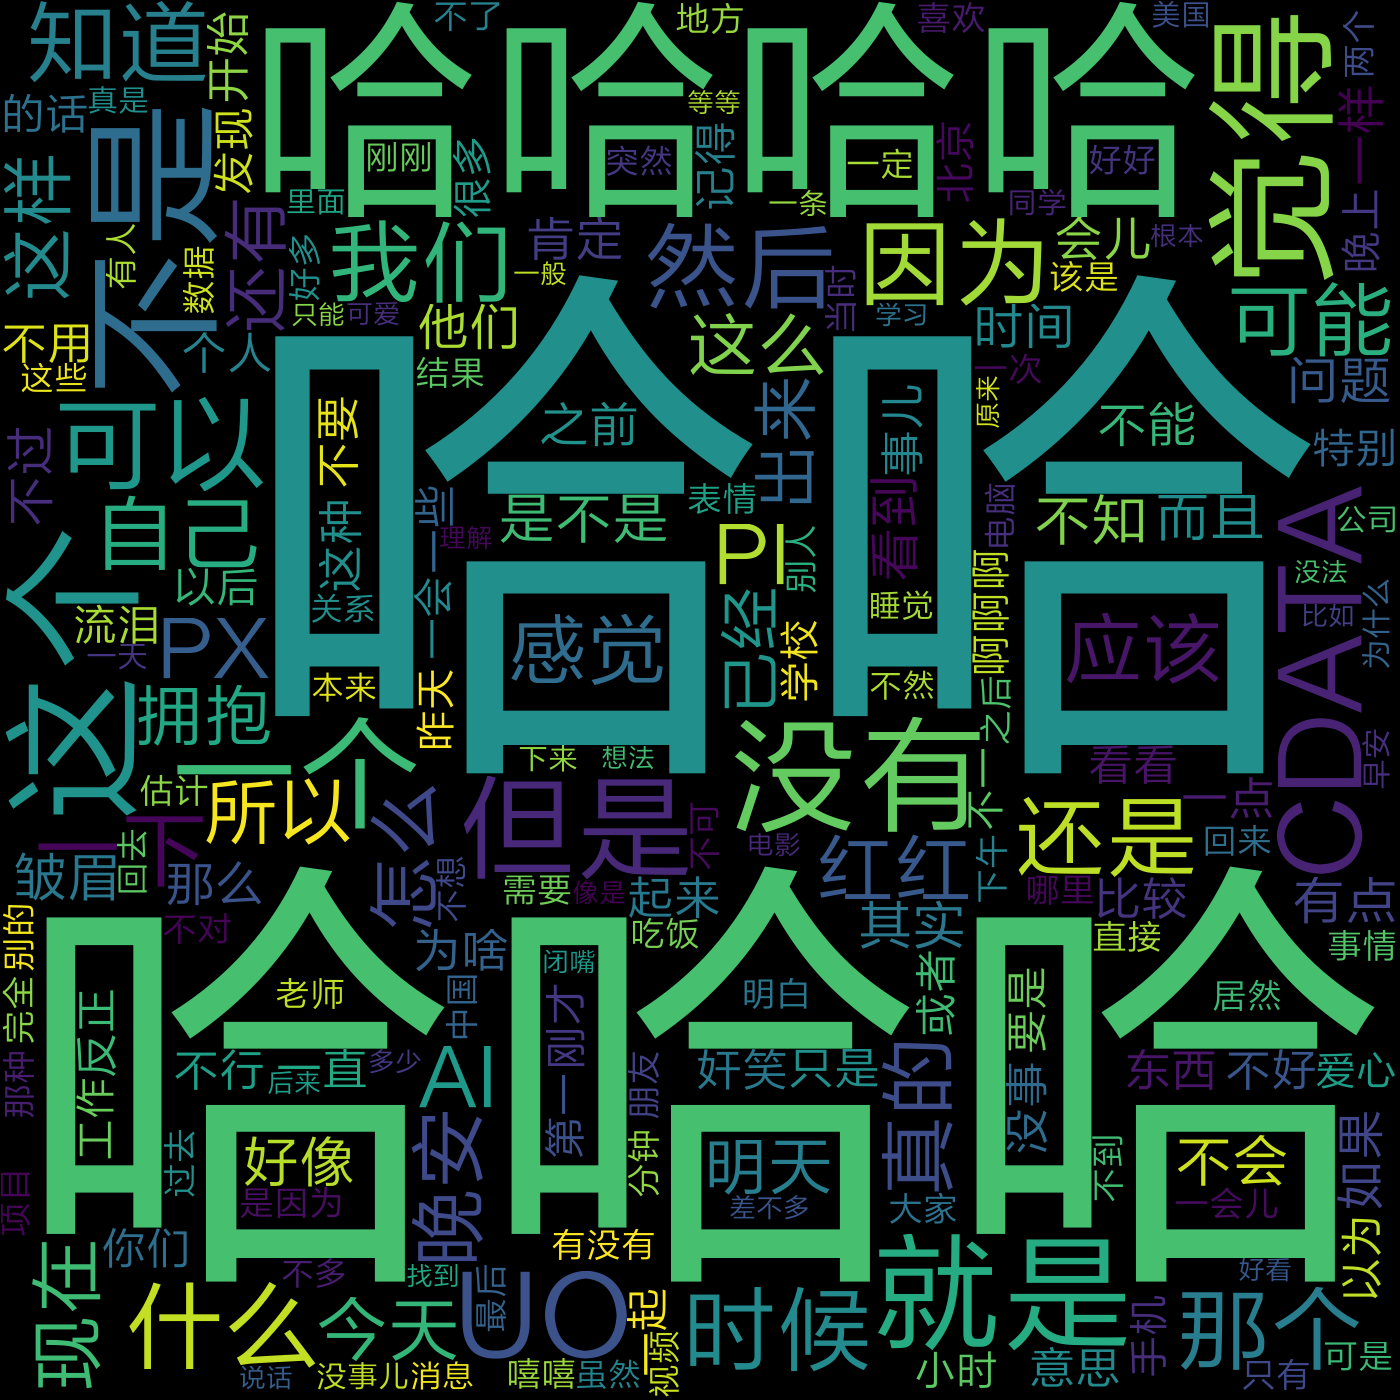 知道
不了
地方
喜欢
美国
哈哈哈哈
觉得
两个
开始
的话
真是
等等
不是
发现
一样
刚刚
很多
突然
记得
一定
北京
好好
这样
里面
一条
同学
晚上
还有
有人
好多
我们
肯定
然后
因为
会儿
根本
数据
一般
当时
该是
可能
不用
只能
可爱
他们
这么
学习
时间
个人
这些
结果
一次
问题
可以
不要
之前
出来
事儿
原来
不能
特别
哈哈
不过
自己
这种
一些
是不是
表情
看到
电脑
不知
而且
CDATA
公司
理解
PI
别人
没法
这个
以后
关系
一会
已经
睡觉
啊啊啊
比如
为什么
流泪
一天
PX
感觉
学校
应该
拥抱
本来
昨天
不然
之后
一个
没有
早安
估计
所以
下来
想法
看看
一下
但是
不一
一点
怎么
不可
电影
还是
回来
皱眉
回去
那么
不想
需要
像是
起来
红红
下午
哪里
比较
有点
别的
不对
为啥
吃饭
其实
直接
事情
哈哈哈
完全
老师
中国
闭嘴
明白
或者
居然
工作
反正
刚才
要是
那种
不行
后来
一直
多少
AI
第一
朋友
奸笑
只是
真的
没事
东西
不好
爱心
过去
好像
晚安
分钟
明天
不到
不会
如果
项目
是因为
差不多
大家
一会儿
现在
你们
有没有
以为
不多
找到
最后
就是
好看
什么
今天
UO
一起
时候
手机
那个
说话
没事儿
消息
嘻嘻
虽然
视频
小时
意思
只有
可是